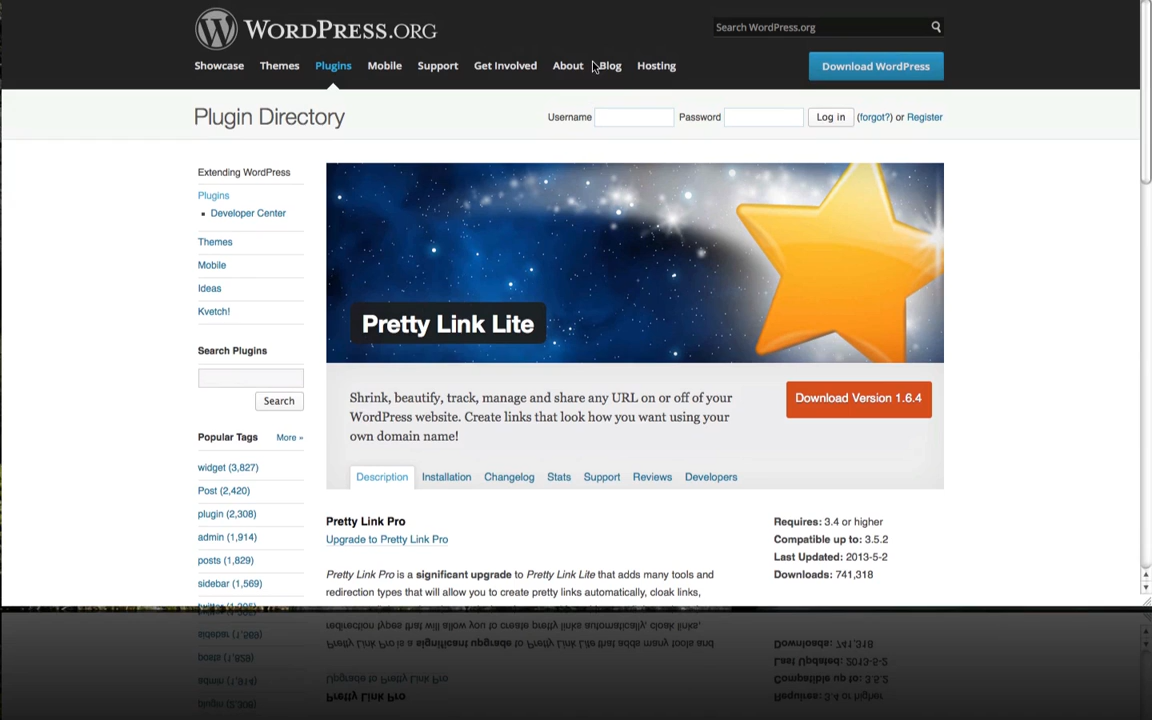 WORDPRESS.ORG
Search WordPress.org
Showcase Themes Plugins Mobile Support Get Involved About Blog Hosting
Download WordPress
Plugin Directory
Username Password Log in (forgot?) or Register
Extending WordPress
Plugins
Developer Center
Themes
Mobile
Ideas
Kvetch!
Search Plugins
Search
Popular Tags More »
widget (3,827)
Post (2,420)
plugin (2,308)
admin (1,914)
posts (1,829)
sidebar (1,569)
Pretty Link Lite
Shrink, beautify, track, manage and share any URL on or off of your
WordPress website. Create links that look how you want using your
own domain name!
Download Version 1.6.4
Description Installation Changelog Stats Support Reviews Developers
Pretty Link Pro
Upgrade to Pretty Link Pro
Pretty Link Pro is a significant upgrade to Pretty Link Lite that adds many tools and
redirection types that will allow you to create pretty links automatically, cloak links,
Requires: 3.4 or higher
Compatible up to: 3.5.2
Last Updated: 2013-5-2
Downloads: 741,318